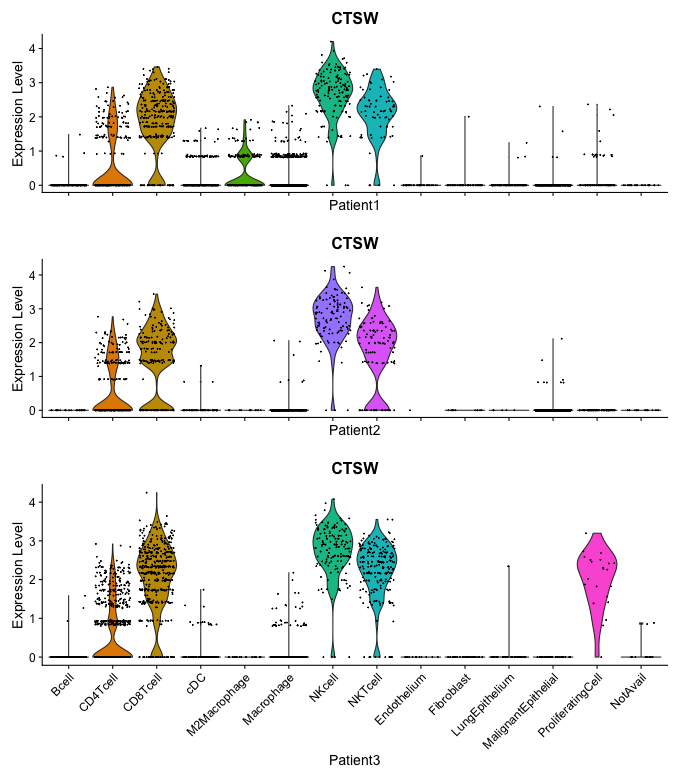 CTSW
4
3
2
1
0
Expression Level
Patient1
CTSW
4
3
2
1
0
Expression Level
Patient2
CTSW
4
3
2
1
0
Expression Level
Bcell
CD4Tcell
CD8Tcell
cDC
M2Macrophage
Macrophage
NKcell
NKTcell
Endothelium
Fibroblast
LungEpithelium
MalignantEpithelial
ProliferatingCell
NotAvail
Patient3